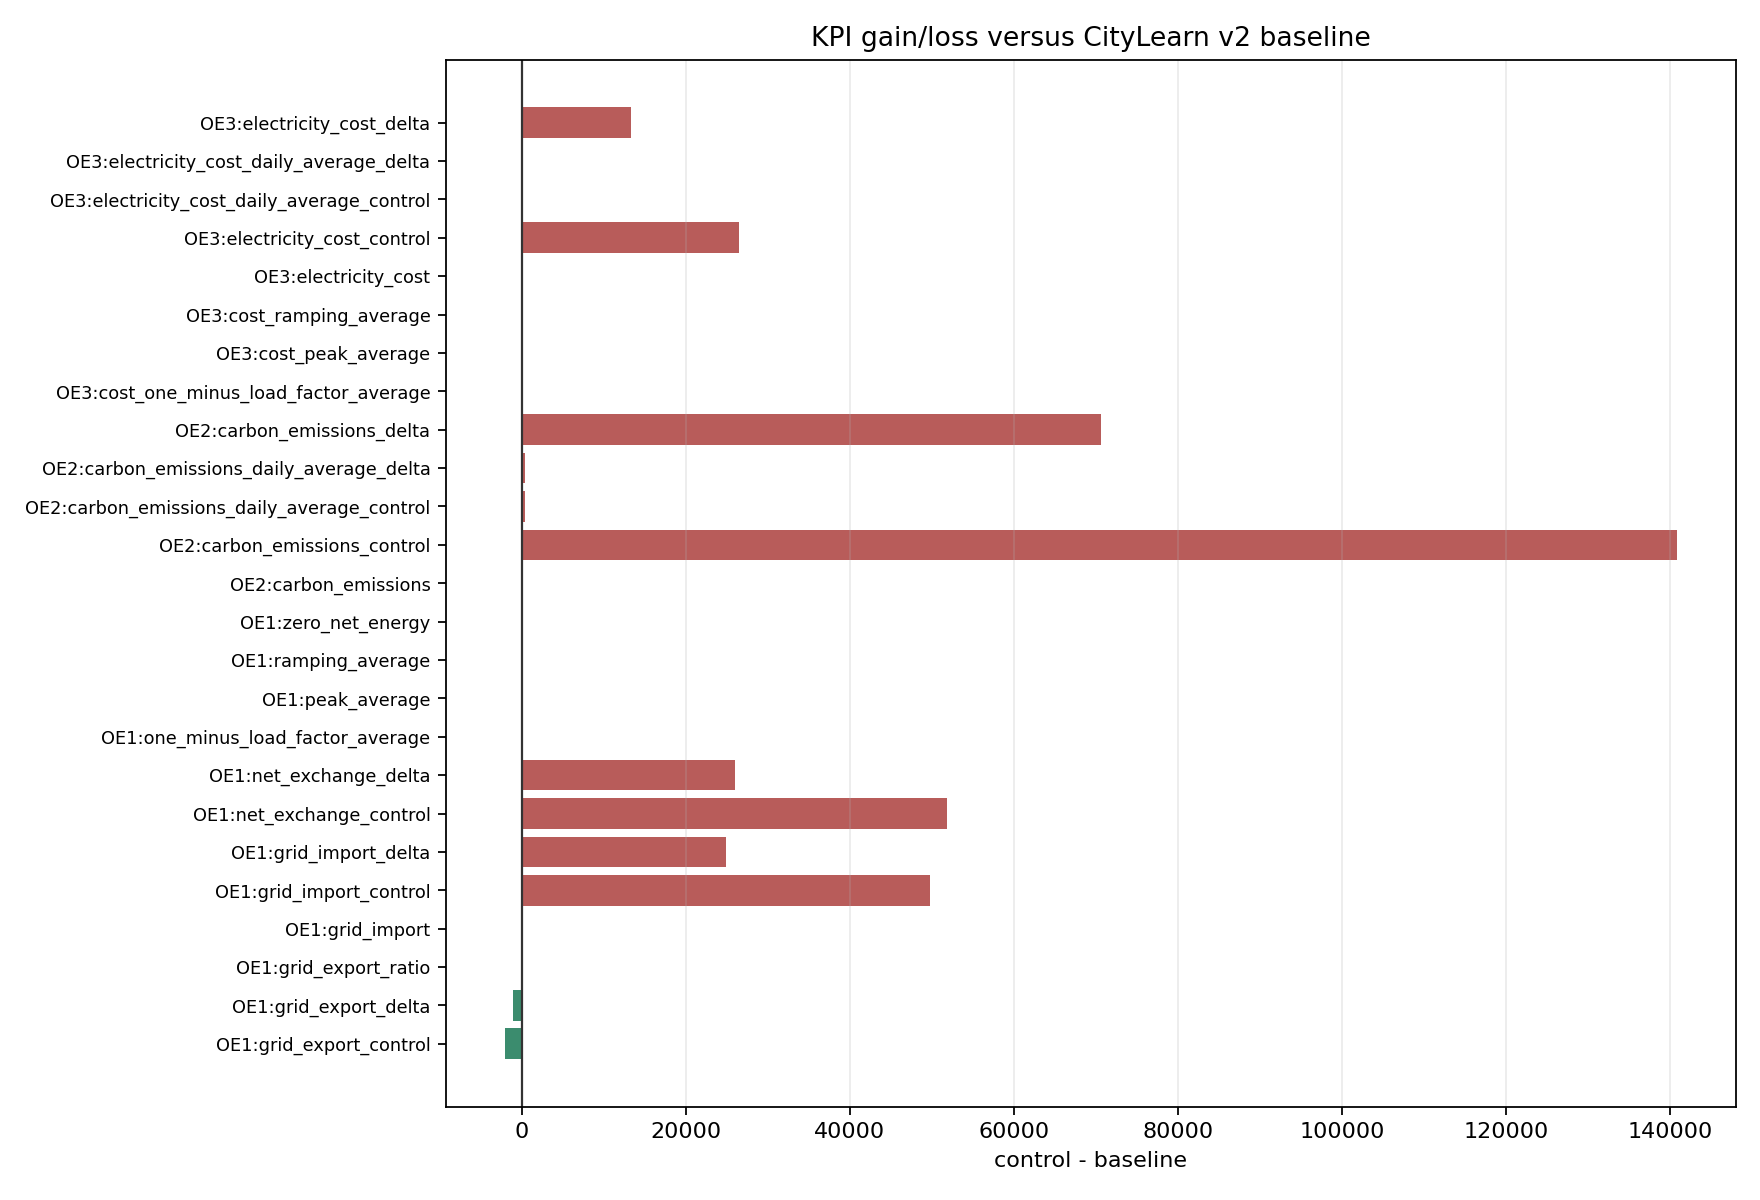 KPI gain/loss versus CityLearn v2 baseline
OE3:electricity_cost_delta
OE3:electricity_cost_daily_average_delta
OE3:electricity_cost_daily_average_control
OE3:electricity_cost_control
OE3:electricity_cost
OE3:cost_ramping_average
OE3:cost_peak_average
OE3:cost_one_minus_load_factor_average
OE2:carbon_emissions_delta
OE2:carbon_emissions_daily_average_delta
OE2:carbon_emissions_daily_average_control
OE2:carbon_emissions_control
OE2:carbon_emissions
OE1:zero_net_energy
OE1:ramping_average
OE1:peak_average
OE1:one_minus_load_factor_average
OE1:net_exchange_delta
OE1:net_exchange_control
OE1:grid_import_delta
OE1:grid_import_control
OE1:grid_import
OE1:grid_export_ratio
OE1:grid_export_delta
OE1:grid_export_control
0 20000 40000 60000 80000 100000 120000 140000
control - baseline